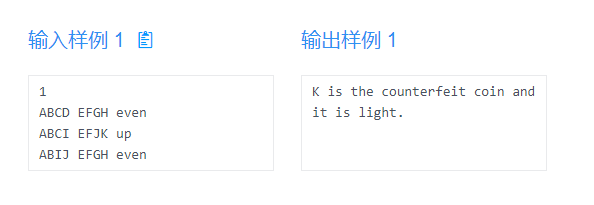 输入样例 1
输出样例 1
1
ABCD EFGH even
ABCI EFJK up
ABIJ EFGH even
K is the counterfeit coin and
it is light.